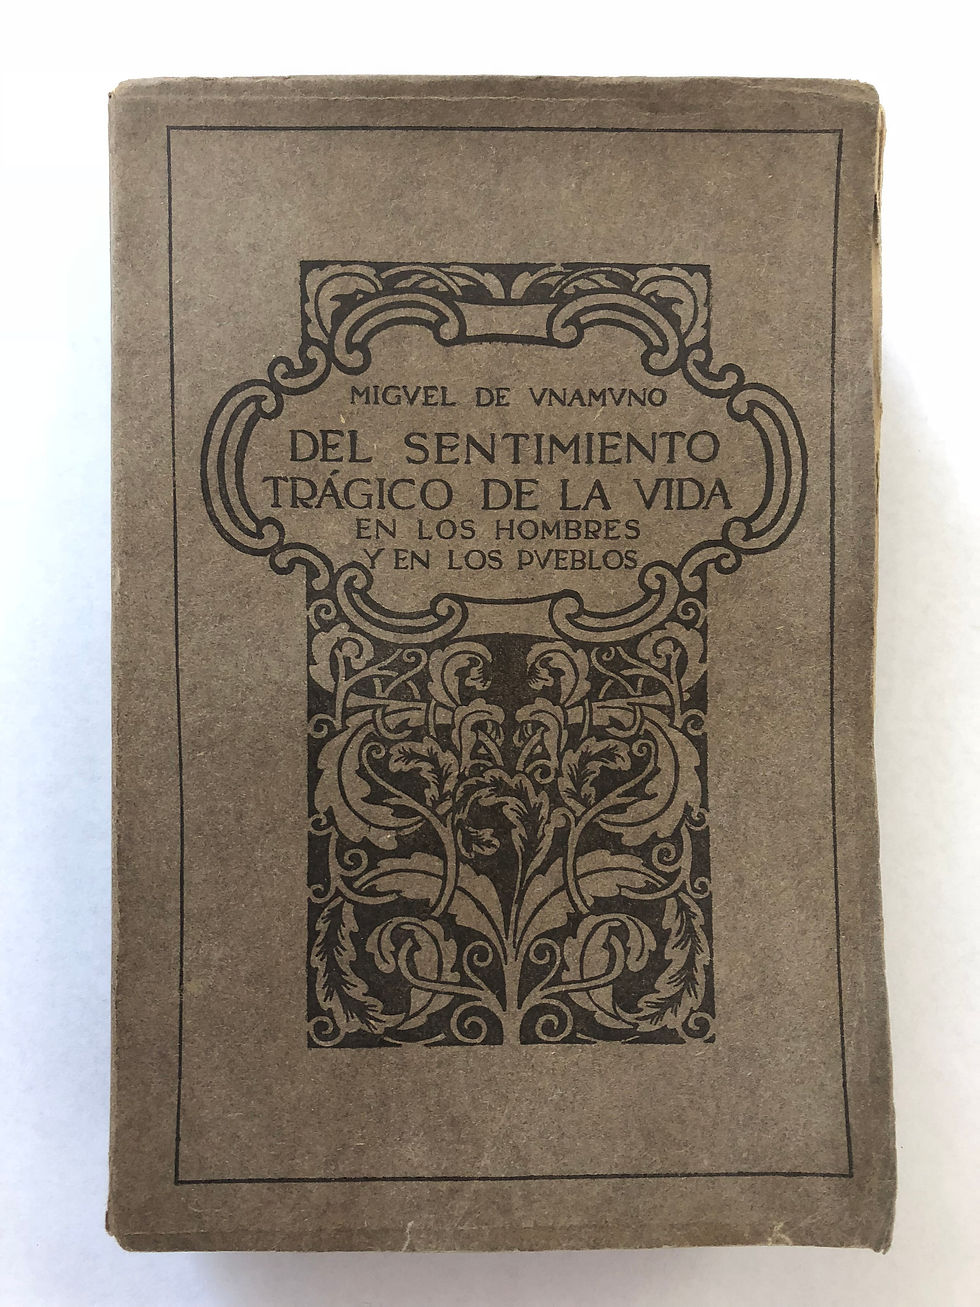 MIGVEL DE VNAMVNO
DEL SENTIMIENTO
TRÁGICO DE LA VIDA
EN LOS HOMBRES
Y EN LOS PVEBLOS